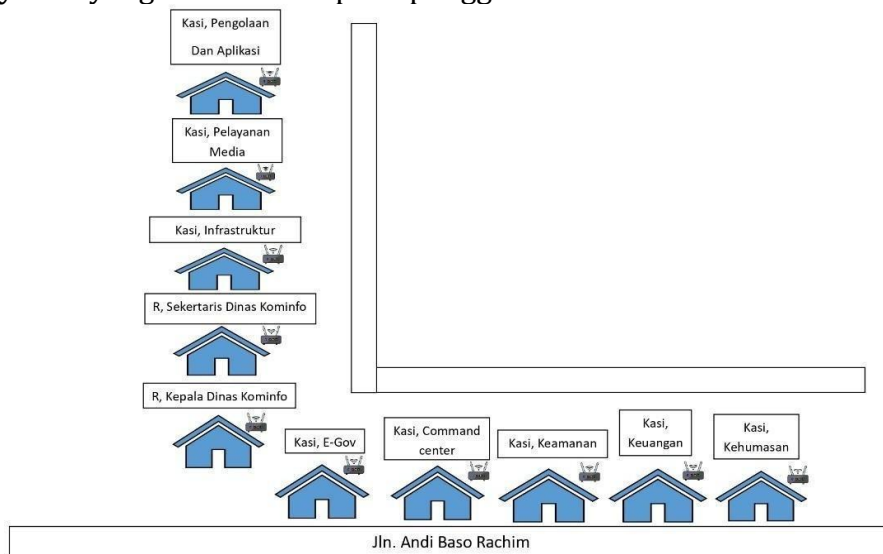 Kasi, Pengolaan
Dan Aplikasi
Kasi, Pelayanan
Media
Kasi, Infrastruktur
R, Sekertaris Dinas Kominfo
R, Kepala Dinas Kominfo
Kasi, E-Gov
Kasi, Command
center
Kasi, Keamanan
Kasi,
Keuangan
Kasi,
Kehumasan
Jln. Andi Baso Rachim